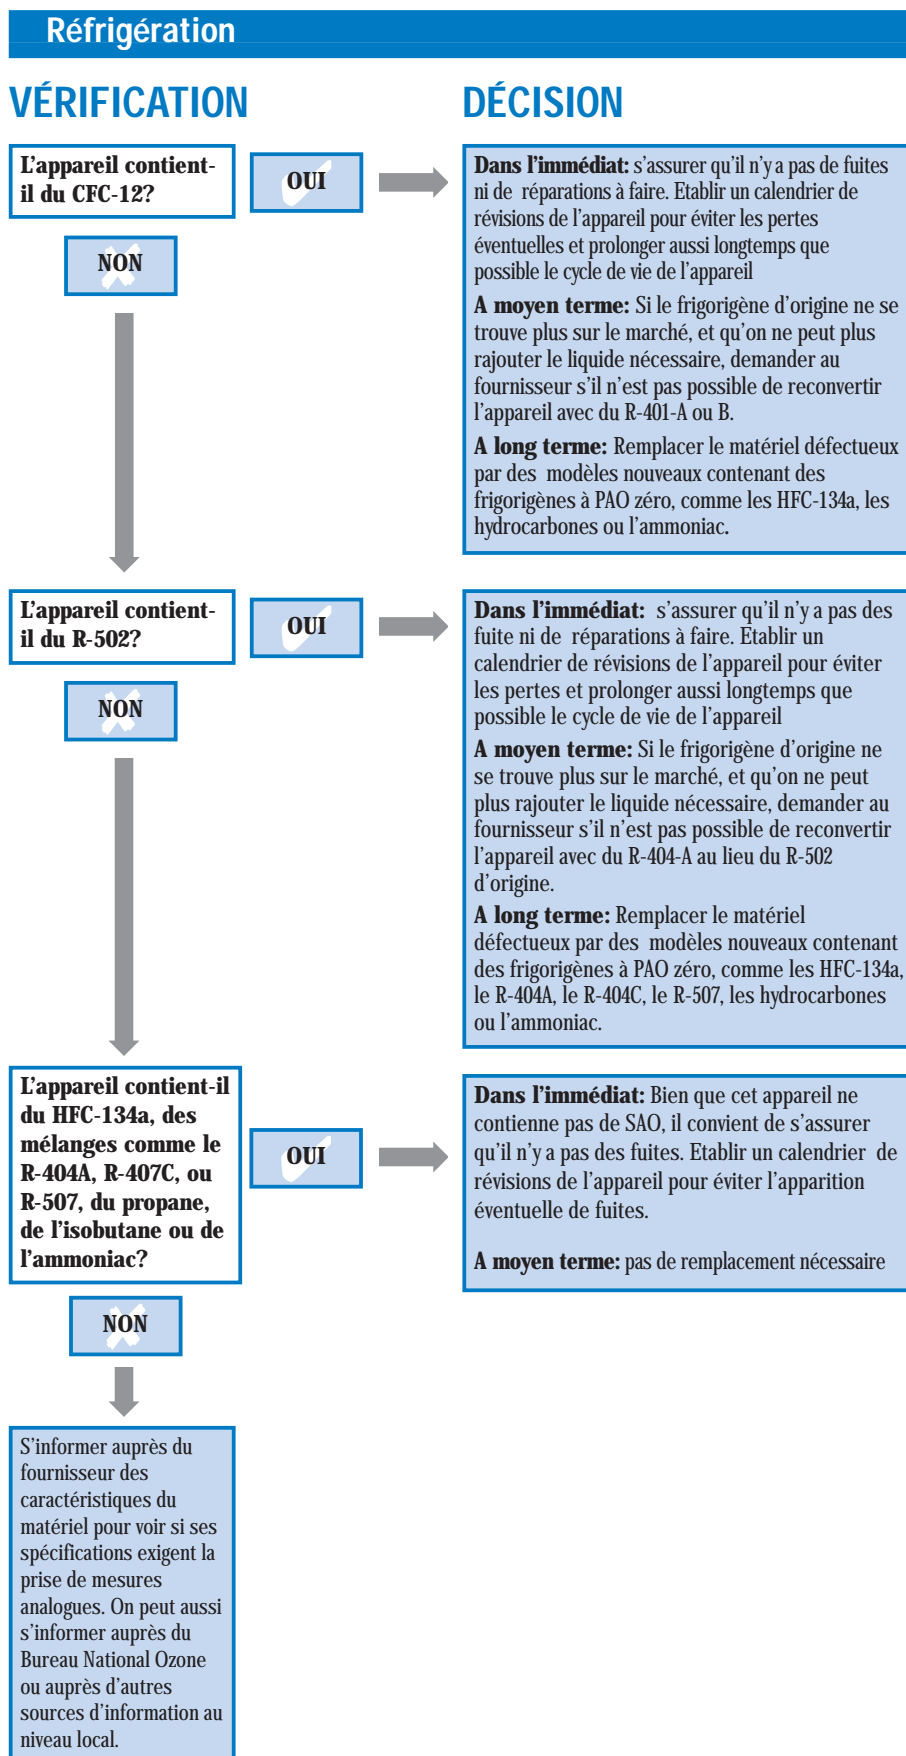 Réfrigération
VÉRIFICATION
DÉCISION
L'appareil contient-
il du CFC-12?
OUI
NON
Dans l'immédiat: s'assurer qu'il n'y a pas de fuites
ni de réparations à faire. Etablir un calendrier de
révisions de l'appareil pour éviter les pertes
éventuelles et prolonger aussi longtemps que
possible le cycle de vie de l'appareil
A moyen terme: Si le frigorigène d'origine ne se
trouve plus sur le marché, et qu'on ne peut plus
rajouter le liquide nécessaire, demander au
fournisseur s'il n'est pas possible de reconvertir
l'appareil avec du R-401-A ou B.
A long terme: Remplacer le matériel défectueux
par des modèles nouveaux contenant des
frigorigènes à PAO zéro, comme les HFC-134a, les
hydrocarbones ou l'ammoniac.
L'appareil contient-
il du R-502?
OUI
NON
Dans l'immédiat: s'assurer qu'il n'y a pas des
fuite ni de réparations à faire. Etablir un
calendrier de révisions de l'appareil pour éviter
les pertes et prolonger aussi longtemps que
possible le cycle de vie de l'appareil
A moyen terme: Si le frigorigène d'origine ne
se trouve plus sur le marché, et qu'on ne peut
plus rajouter le liquide nécessaire, demander au
fournisseur s'il n'est pas possible de reconvertir
l'appareil avec du R-404-A au lieu du R-502
d'origine.
A long terme: Remplacer le matériel
défectueux par des modèles nouveaux contenant
des frigorigènes à PAO zéro, comme les HFC-134a,
le R-404A, le R-404C, le R-507, les hydrocarbones
ou l'ammoniac.
L'appareil contient-il
du HFC-134a, des
mélanges comme le
R-404A, R-407C, ou
R-507, du propane,
de l'isobutane ou de
l'ammoniac?
OUI
NON
Dans l'immédiat: Bien que cet appareil ne
contienne pas de SAO, il convient de s'assurer
qu'il n'y a pas des fuites. Etablir un calendrier de
révisions de l'appareil pour éviter l'apparition
éventuelle de fuites.
A moyen terme: pas de remplacement nécessaire
S'informer auprès du
fournisseur des
caractéristiques du
matériel pour voir si ses
spécifications exigent la
prise de mesures
analogues. On peut aussi
s'informer auprès du
Bureau National Ozone
ou auprès d'autres
sources d'information au
niveau local.